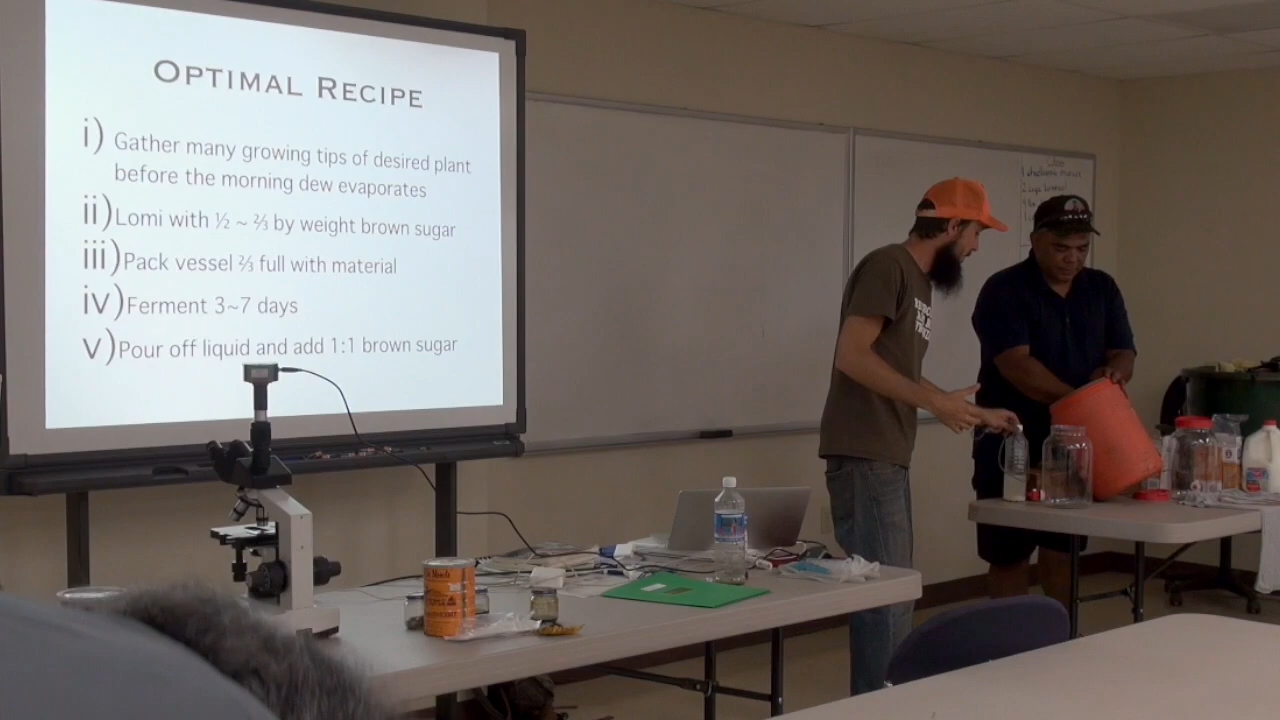 OPTIMAL RECIPE
i) Gather many growing tips of desired plant
before the morning dew evaporates
ii) Lomi with ½ ~ ⅔ by weight brown sugar
iii) Pack vessel ⅔ full with material
iv) Ferment 3~7 days
v) Pour off liquid and add 1:1 brown sugar